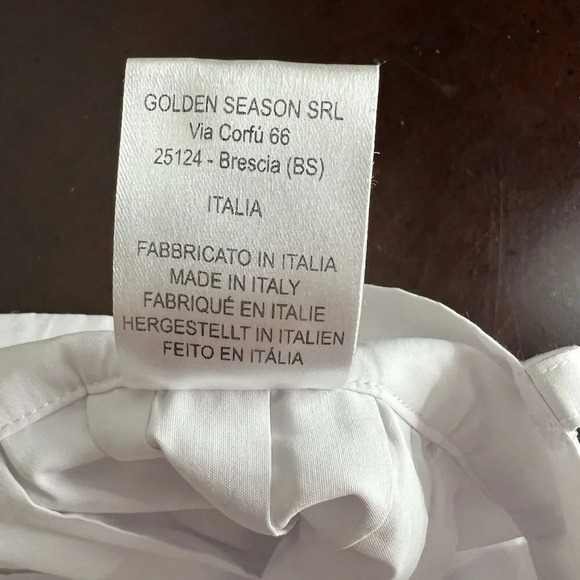 GOLDEN SEASON SRL
Via Corfú 66
25124 - Brescia (BS)
ITALIA
FABBRICATO IN ITALIA
MADE IN ITALY
FABRIQUÉ EN ITALIE
HERGESTELLT IN ITALIEN
FEITO EN ITÁLIA